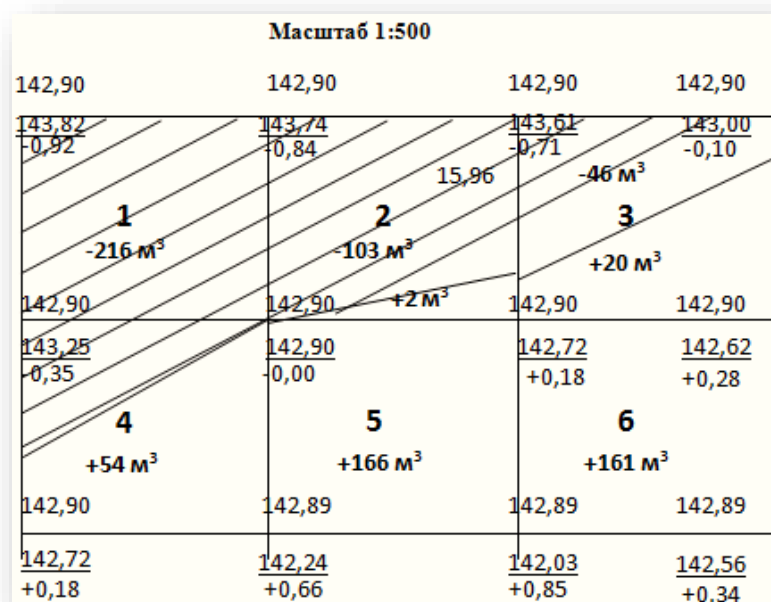 Масштаб 1:500
142,90 142,90 142,90 142,90
143,82 143,74 143,61 143,00
-0,92 -0,84 -0,71 -0,10
15,96 -46 м³
1 2 3
-216 м³ -103 м³ +20 м³
+2 м³
142,90 142,90 142,90 142,90
143,25 142,90 142,72 142,62
-0,35 -0,00 +0,18 +0,28
4 5 6
+54 м³ +166 м³ +161 м³
142,90 142,89 142,89 142,89
142,72 142,24 142,03 142,56
+0,18 +0,66 +0,85 +0,34